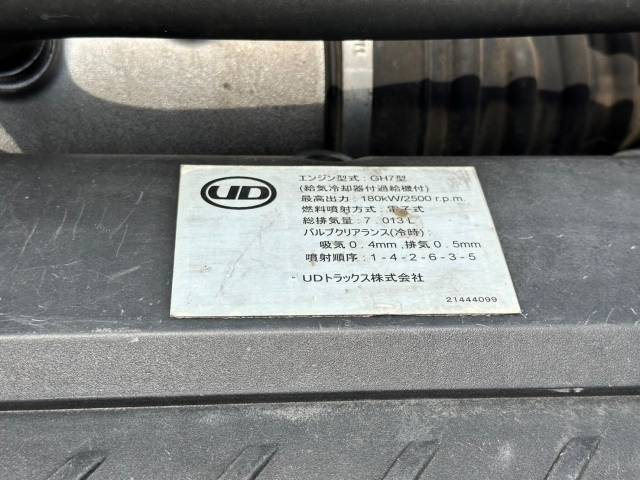 UD
エンジン型式：GH7型
(給気冷却器付過給機付)
最高出力：180kW/2500 r.p.m.
燃料噴射方式：電子式
総排気量：7．013L
バルブクリアランス(冷時)：
吸気０．4mm，排気０．5mm
噴射順序：1-4-2-6-3-5
UDトラックス株式会社
21444099